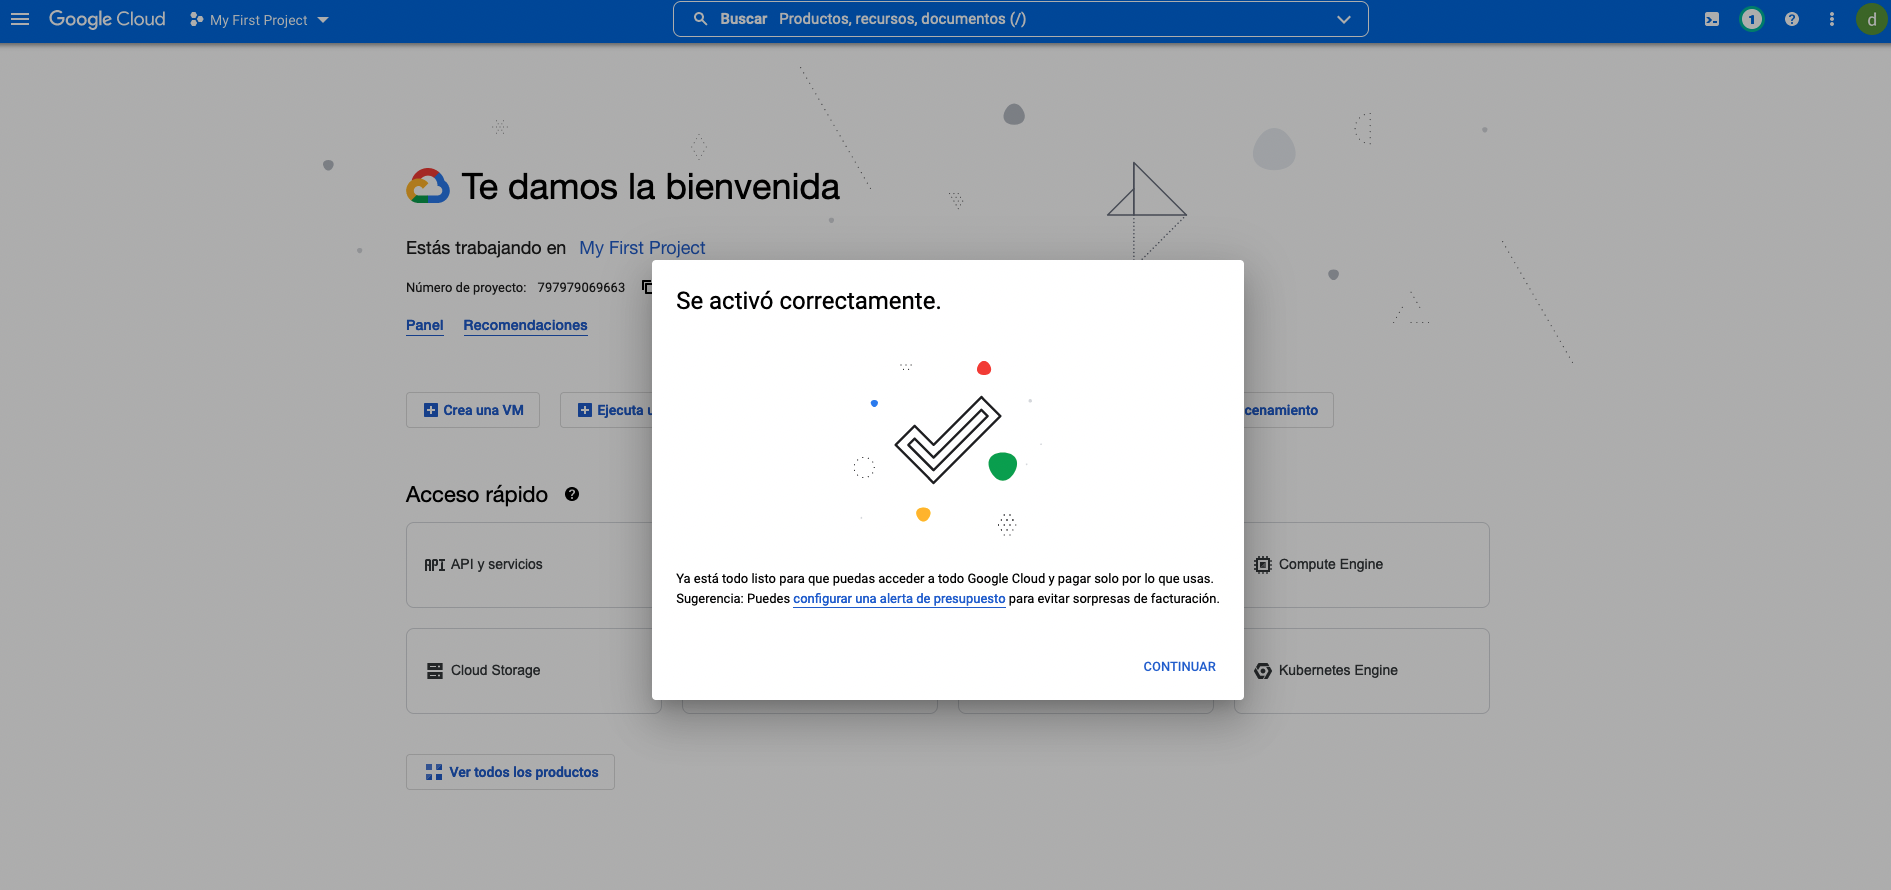 Google Cloud
My First Project
Buscar Productos, recursos, documentos (/)
1
d
Te damos la bienvenida
Estás trabajando en My First Project
Número de proyecto: 797979069663
Panel Recomendaciones
Crea una VM
Ejecuta u
cenamiento
Acceso rápido
API API y servicios
Compute Engine
Cloud Storage
Kubernetes Engine
Ver todos los productos
Se activó correctamente.
Ya está todo listo para que puedas acceder a todo Google Cloud y pagar solo por lo que usas.
Sugerencia: Puedes configurar una alerta de presupuesto para evitar sorpresas de facturación.
CONTINUAR